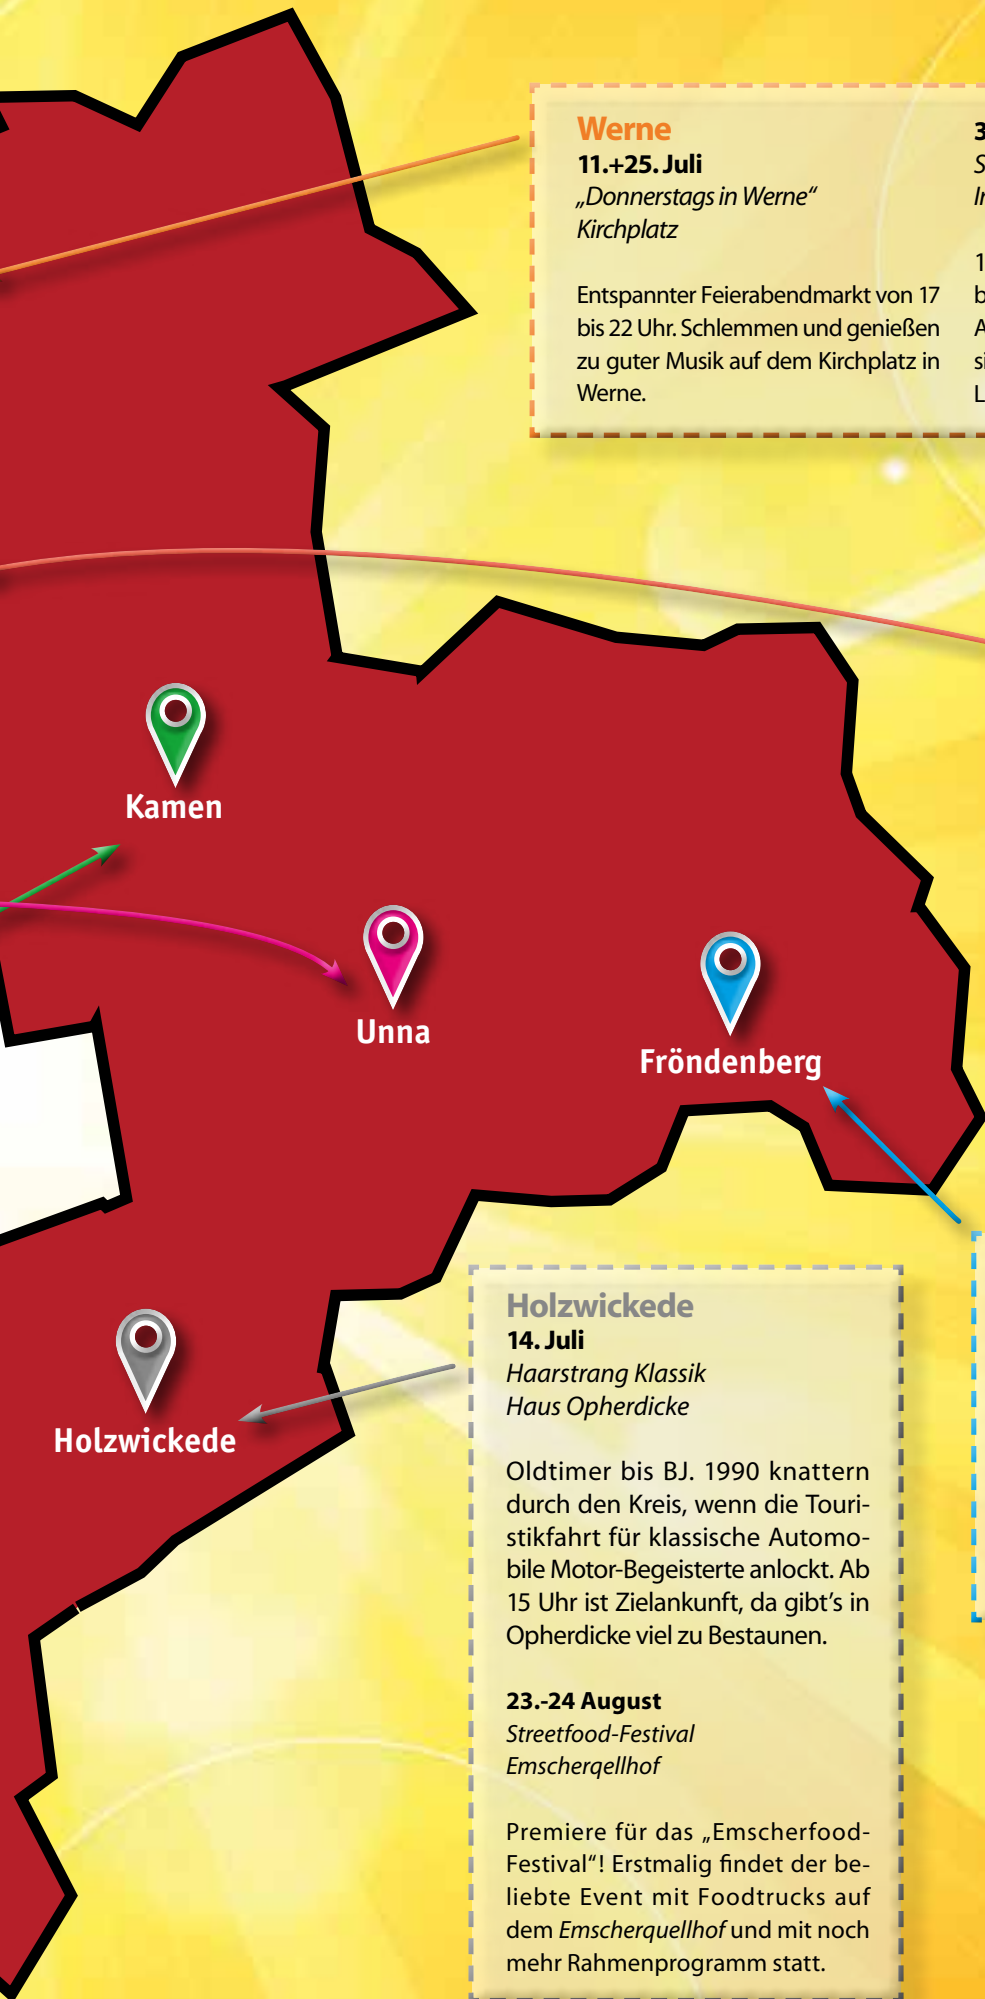 Werne
11.+25. Juli
„Donnerstags in Werne“
Kirchplatz
Entspannter Feierabendmarkt von 17
bis 22 Uhr. Schlemmen und genießen
zu guter Musik auf dem Kirchplatz in
Werne.
Kamen
Unna
Fröndenberg
Holzwickede
Holzwickede
14. Juli
Haarstrang Klassik
Haus Opherdicke
Oldtimer bis BJ. 1990 knattern
durch den Kreis, wenn die Touri-
stikfahrt für klassische Automo-
bile Motor-Begeisterte anlockt. Ab
15 Uhr ist Zielankunft, da gibt's in
Opherdicke viel zu Bestaunen.
23.-24 August
Streetfood-Festival
Emscherqellhof
Premiere für das „Emscherfood-
Festival“! Erstmalig findet der be-
liebte Event mit Foodtrucks auf
dem Emscherquellhof und mit noch
mehr Rahmenprogramm statt.